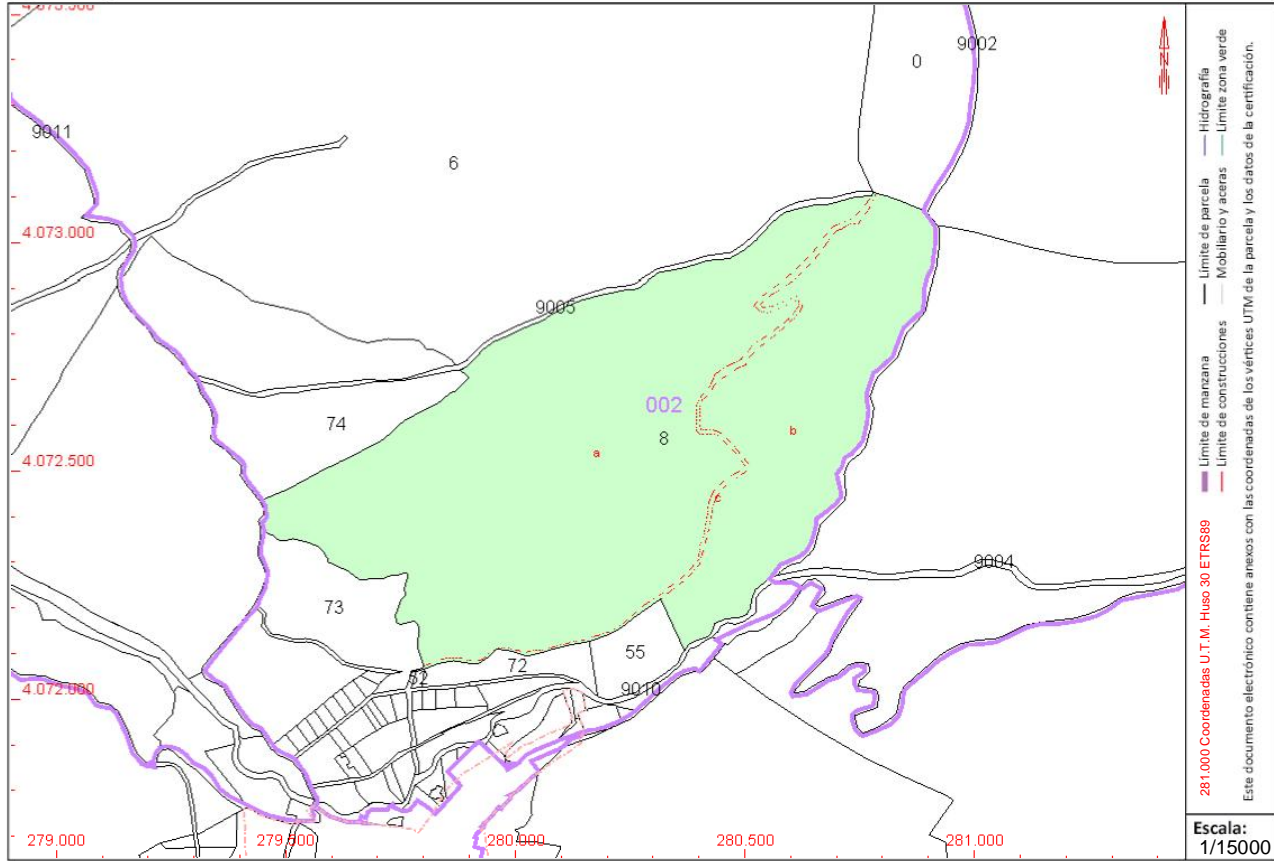 4.073.500
9002
0
9011
6
4.073.000
9005
002
74
8
b
a
4.072.500
c
9004
73
55
72
52
4.072.000
9010
279.000
279.500
280.000
280.500
281.000
281.000 Coordenadas U.T.M. Huso 30 ETRS89
Límite de manzana
Límite de parcela
Hidrografía
Límite de construcciones
Mobiliario y aceras
Límite zona verde
Este documento electrónico contiene anexos con las coordenadas de los vértices UTM de la parcela y los datos de la certificación.
N
Escala:
1/15000